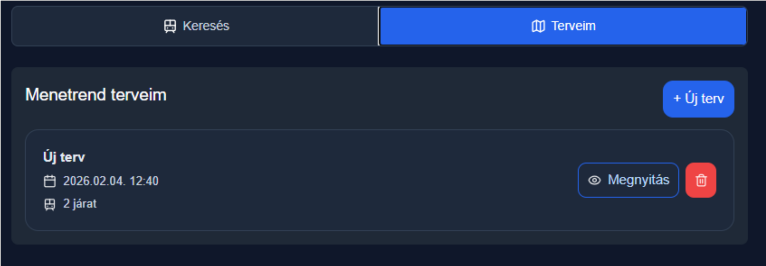 Keresés
Terveim
Menetrend terveim
+ Új terv
Új terv
2026.02.04. 12:40
Megnyitás
2 járat